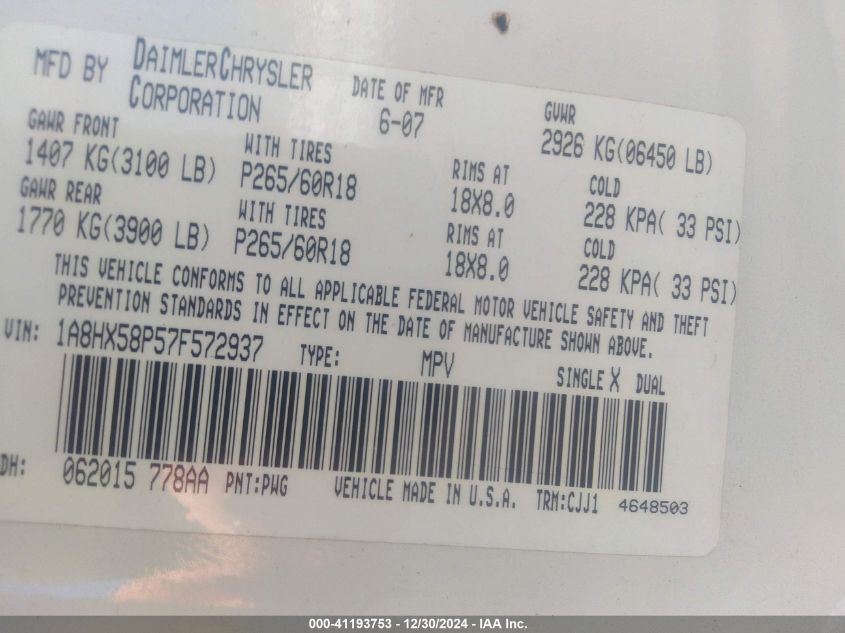 MFD BY DAIMLERCHRYSLER CORPORATION
DATE OF MFR 6-07
GVWR 2926 KG(06450 LB)
GAWR FRONT WITH TIRES RIMS AT COLD
1407 KG(3100 LB) P265/60R18 18X8.0 228 KPA( 33 PSI)
GAWR REAR WITH TIRES RIMS AT COLD
1770 KG(3900 LB) P265/60R18 18X8.0 228 KPA( 33 PSI)
THIS VEHICLE CONFORMS TO ALL APPLICABLE FEDERAL MOTOR VEHICLE SAFETY AND THEFT
PREVENTION STANDARDS IN EFFECT ON THE DATE OF MANUFACTURE SHOWN ABOVE.
VIN: 1A8HX58P57F572937 TYPE: MPV SINGLE X DUAL
DH: 062015 778AA PNT:PWG VEHICLE MADE IN U.S.A. TRM:CJJ1 4648503
000-41193753 - 12/30/2024 - IAA Inc.